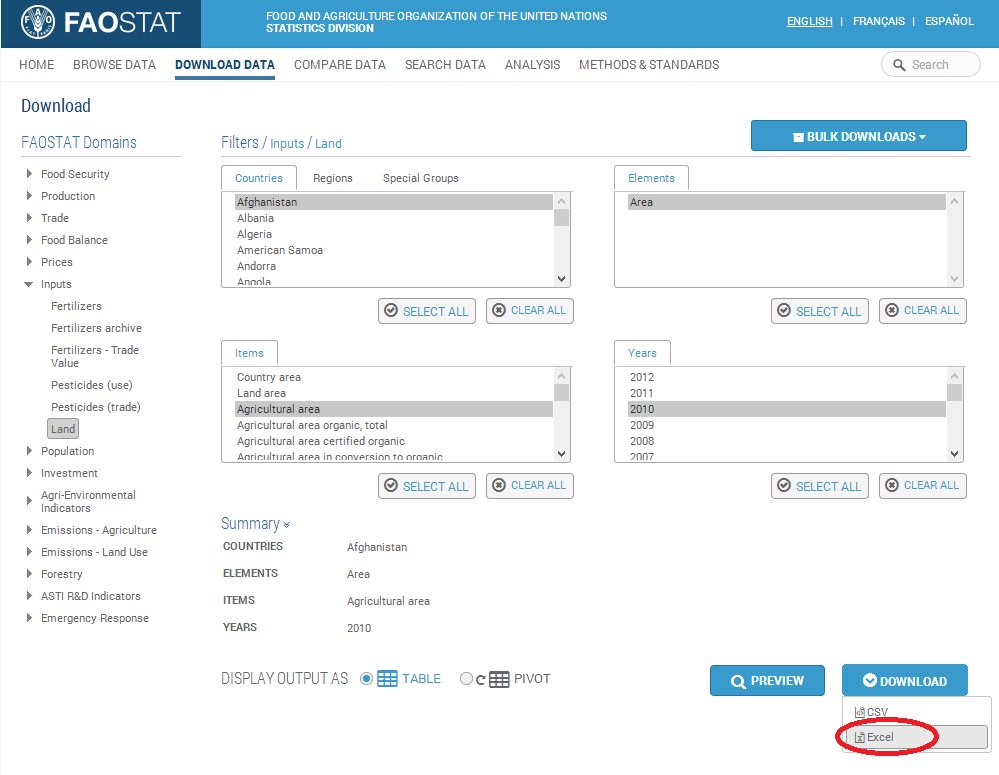 FAO
FAOSTAT
FOOD AND AGRICULTURE ORGANIZATION OF THE UNITED NATIONS
STATISTICS DIVISION
ENGLISH | FRANÇAIS | ESPAÑOL
HOME BROWSE DATA DOWNLOAD DATA COMPARE DATA SEARCH DATA ANALYSIS METHODS & STANDARDS
Search
Download
FAOSTAT Domains
Food Security
Production
Trade
Food Balance
Prices
Inputs
Fertilizers
Fertilizers archive
Fertilizers - Trade
Value
Pesticides (use)
Pesticides (trade)
Land
Population
Investment
Agri-Environmental
Indicators
Emissions - Agriculture
Emissions - Land Use
Forestry
ASTI R&D Indicators
Emergency Response
Filters / Inputs / Land
BULK DOWNLOADS
Countries Regions Special Groups
Afghanistan
Albania
Algeria
American Samoa
Andorra
Angola
SELECT ALL CLEAR ALL
Elements
Area
SELECT ALL CLEAR ALL
Items
Country area
Land area
Agricultural area
Agricultural area organic, total
Agricultural area certified organic
Agricultural area in conversion to organic
SELECT ALL CLEAR ALL
Years
2012
2011
2010
2009
2008
2007
SELECT ALL CLEAR ALL
Summary
COUNTRIES Afghanistan
ELEMENTS Area
ITEMS Agricultural area
YEARS 2010
DISPLAY OUTPUT AS TABLE PIVOT
PREVIEW
DOWNLOAD
CSV
Excel